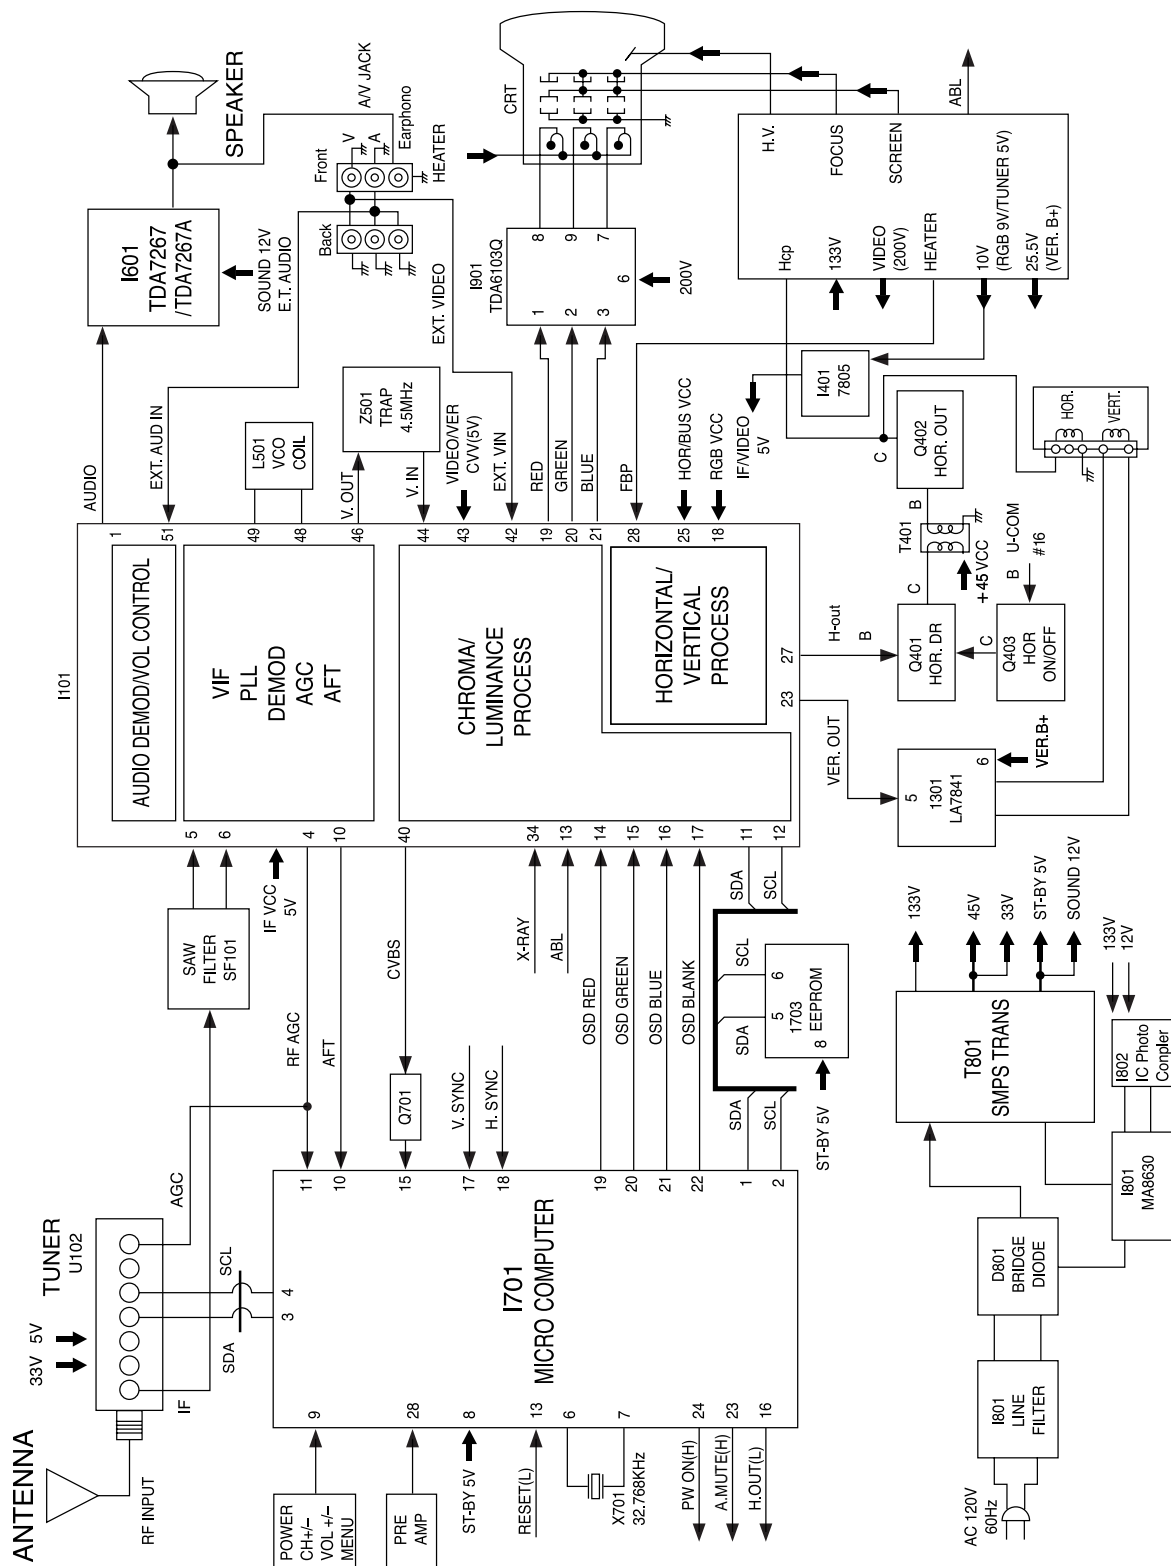 ANTENNA
RF INPUT
33V 5V
TUNER
U102
AGC
IF
SDA
SCL
SAW
FILTER
SF101
IF VCC
5V
RF AGC
AFT
CVBS
Q701
V. SYNC
H. SYNC
X-RAY
ABL
OSD RED
OSD GREEN
OSD BLUE
OSD BLANK
SDA
SCL
SDA
SCL
SDA
SCL
5
6
1703
EEPROM
8
ST-BY 5V
I701
MICRO COMPUTER
11
10
15
17
18
19
20
21
22
1
2
3
4
9
28
8
13
6
7
24
23
16
POWER
CH+/–
VOL +/–
MENU
PRE
AMP
ST-BY 5V
RESET(L)
X701
32.768KHz
PW ON(H)
A.MUTE(H)
H.OUT(L)
I101
AUDIO DEMOD/VOL CONTROL
VIF
PLL
DEMOD
AGC
AFT
CHROMA/
LUMINANCE
PROCESS
HORIZONTAL/
VERTICAL
PROCESS
5
6
4
10
40
34
13
14
15
16
17
11
12
1
51
49
48
46
44
43
42
19
20
21
28
25
18
27
23
AUDIO
EXT. AUD IN
L501
VCO
COIL
V. OUT
Z501
TRAP
4.5MHz
V. IN
VIDEO/VER
CVV(5V)
EXT. VIN
EXT. VIDEO
RED
GREEN
BLUE
FBP
HOR/BUS VCC
RGB VCC
IF/VIDEO
5V
I601
TDA7267
/TDA7267A
SOUND 12V
E.T. AUDIO
SPEAKER
A/V JACK
Front
V
A
Earphono
Back
HEATER
CRT
I901
TDA6103Q
1
2
3
8
9
7
6
200V
H.V.
FOCUS
SCREEN
ABL
Hcp
133V
VIDEO
(200V)
HEATER
10V
(RGB 9V/TUNER 5V)
25.5V
(VER. B+)
I401
7805
Q402
HOR. OUT
C
B
T401
+45 VCC
C
Q401
HOR. DR
H-out
B
C
Q403
HOR
ON/OFF
B
U-COM
#16
HOR.
VERT.
VER. OUT
5
1301
LA7841
6
VER.B+
T801
SMPS TRANS
133V
45V
33V
ST-BY 5V
SOUND 12V
133V
12V
I802
IC Photo
Conpler
I801
MA8630
D801
BRIDGE
DIODE
I801
LINE
FILTER
AC 120V
60Hz